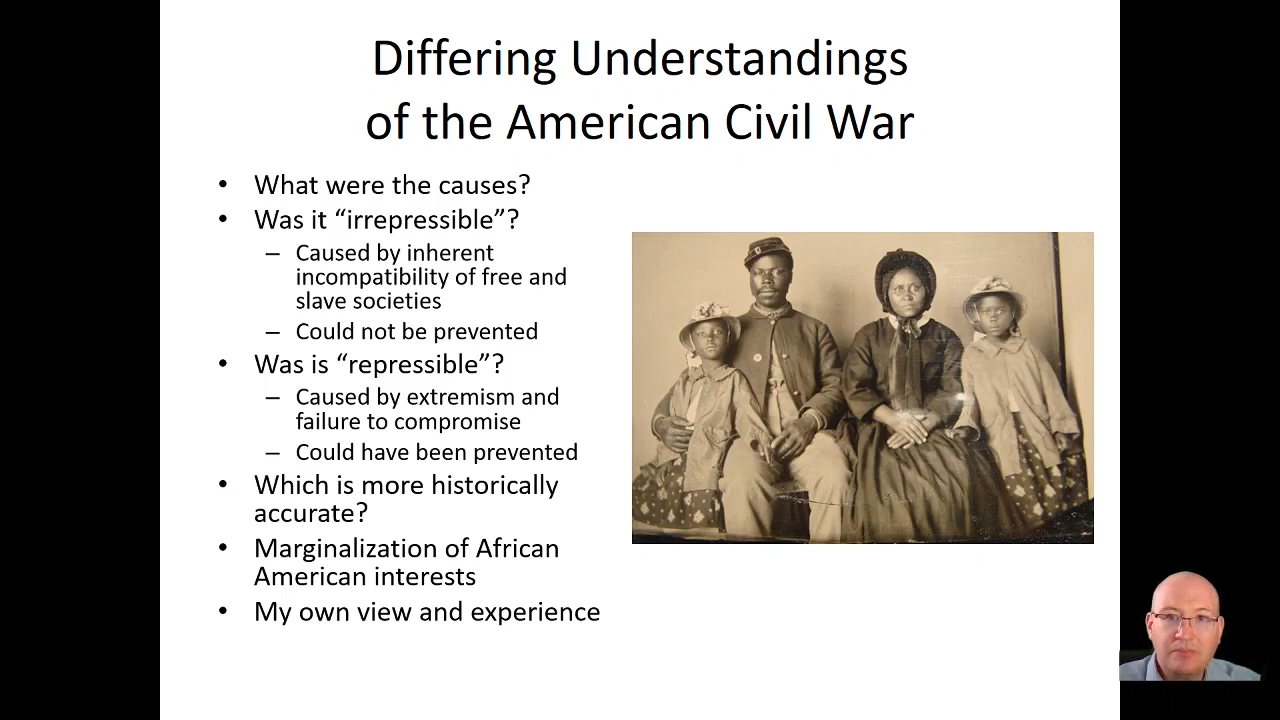 Differing Understandings
of the American Civil War
• What were the causes?
• Was it “irrepressible”?
– Caused by inherent
incompatibility of free and
slave societies
– Could not be prevented
• Was is “repressible”?
– Caused by extremism and
failure to compromise
– Could have been prevented
• Which is more historically
accurate?
• Marginalization of African
American interests
• My own view and experience